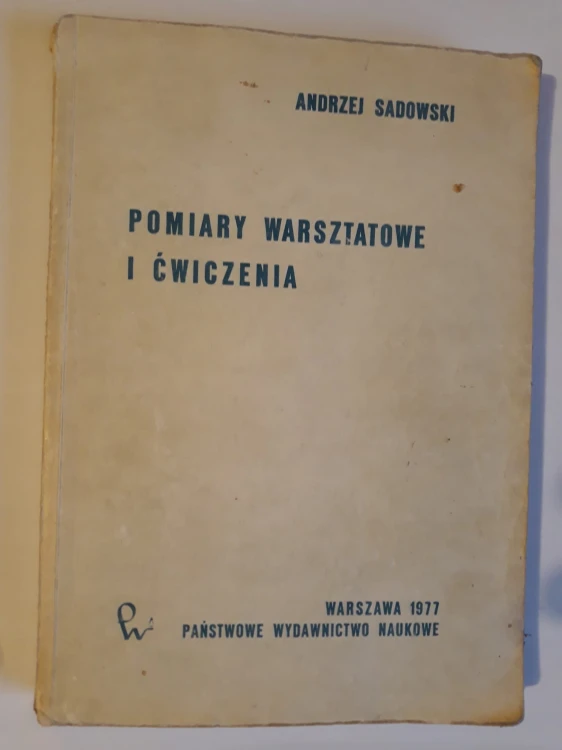 ANDRZEJ SADOWSKI
POMIARY WARSZTATOWE
I ĆWICZENIA
WARSZAWA 1977
PAŃSTWOWE WYDAWNICTWO NAUKOWE